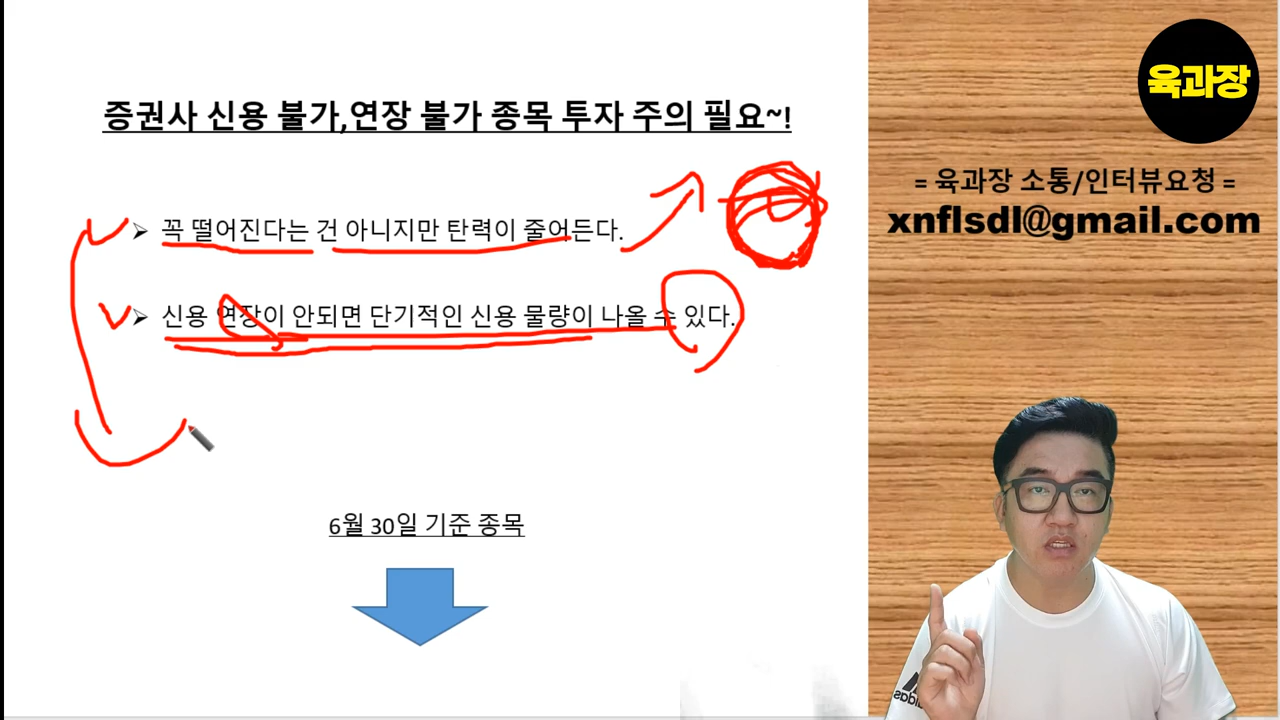 육과장
증권사 신용 불가,연장 불가 종목 투자 주의 필요~!
= 육과장 소통/인터뷰요청 =
xnflsdl@gmail.com
➢ 꼭 떨어진다는 건 아니지만 탄력이 줄어든다.
➢ 신용 연장이 안되면 단기적인 신용 물량이 나올 수 있다.
6월 30일 기준 종목
adidas